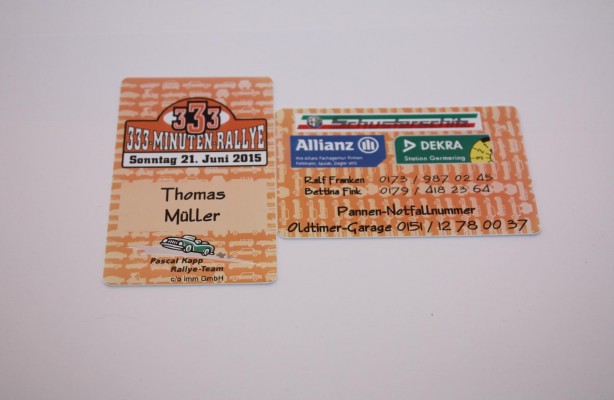 333
333 MINUTEN RALLYE
Sonntag 21. Juni 2015
Thomas
Müller
Pascal Kapp
Rallye-Team
c/o imm GmbH
Allianz
DEKRA
Station Germering
Ralf Franken 0173 / 987 02 45
Bettina Fink 0179 / 418 23 64
Pannen-Notfallnummer
Oldtimer-Garage 0151 / 12 78 00 37